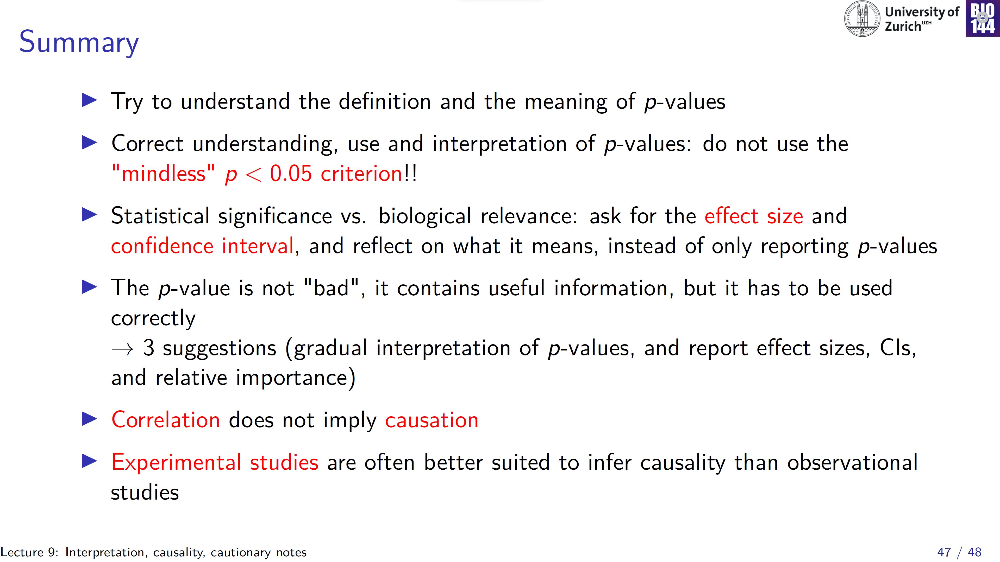 University of
Zurich UZH
BIO
144
Summary
Try to understand the definition and the meaning of p-values
Correct understanding, use and interpretation of p-values: do not use the
"mindless" p < 0.05 criterion!!
Statistical significance vs. biological relevance: ask for the effect size and
confidence interval, and reflect on what it means, instead of only reporting p-values
The p-value is not "bad", it contains useful information, but it has to be used
correctly
→ 3 suggestions (gradual interpretation of p-values, and report effect sizes, CIs,
and relative importance)
Correlation does not imply causation
Experimental studies are often better suited to infer causality than observational
studies
Lecture 9: Interpretation, causality, cautionary notes
47 / 48